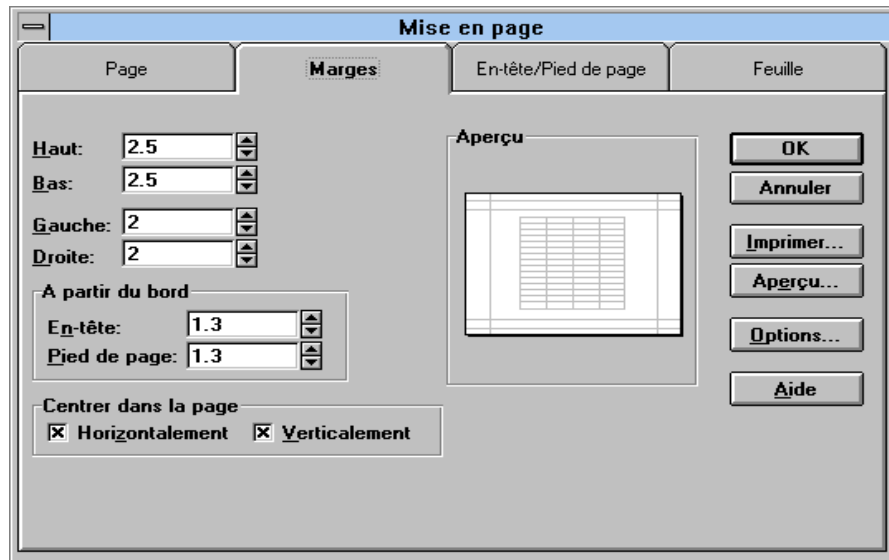 Mise en page
Page
Marges
En-tête/Pied de page
Feuille
Haut: 2.5
Bas: 2.5
Gauche: 2
Droite: 2
A partir du bord
En-tête: 1.3
Pied de page: 1.3
Centrer dans la page
Horizontalement
Verticalement
Aperçu
OK
Annuler
Imprimer...
Aperçu...
Options...
Aide